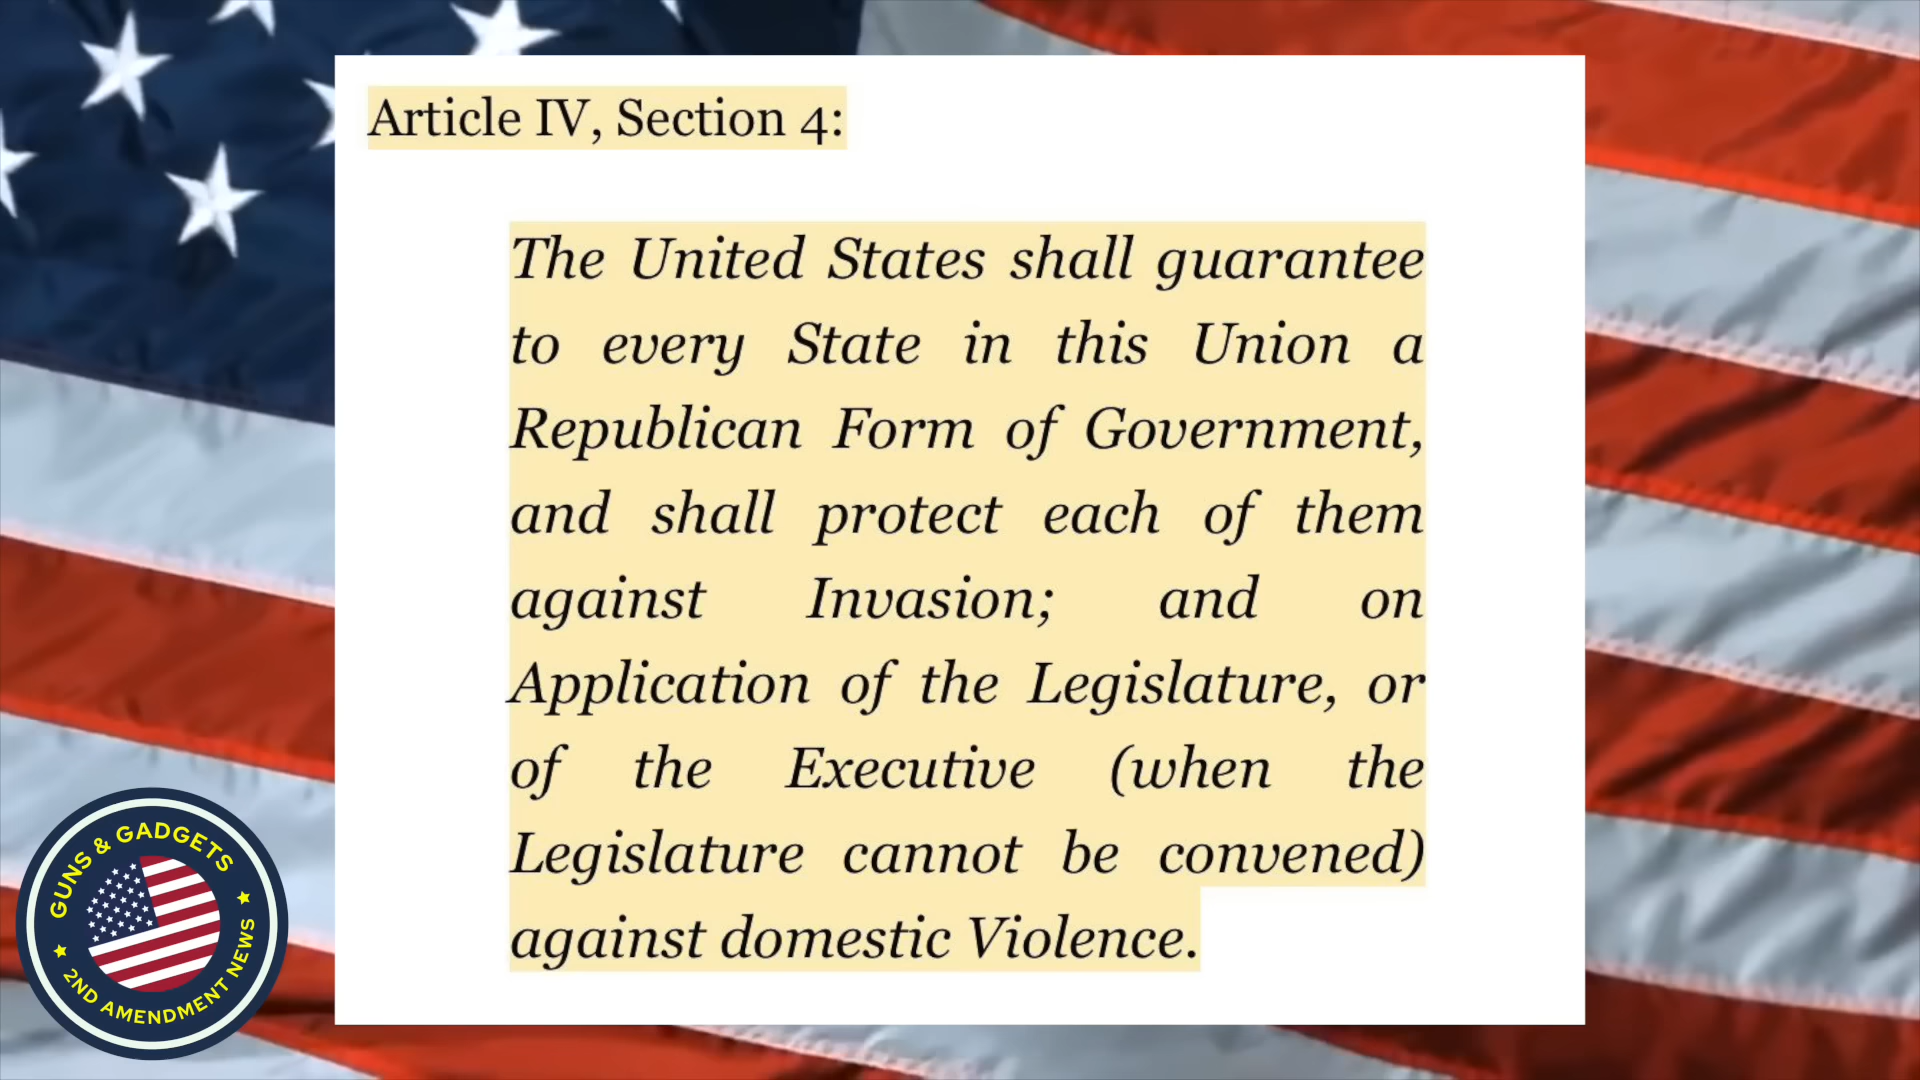 Article IV, Section 4:
The United States shall guarantee
to every State in this Union a
Republican Form of Government,
and shall protect each of them
against Invasion; and on
Application of the Legislature, or
of the Executive (when the
Legislature cannot be convened)
against domestic Violence.
GUNS & GADGETS
2ND AMENDMENT NEWS